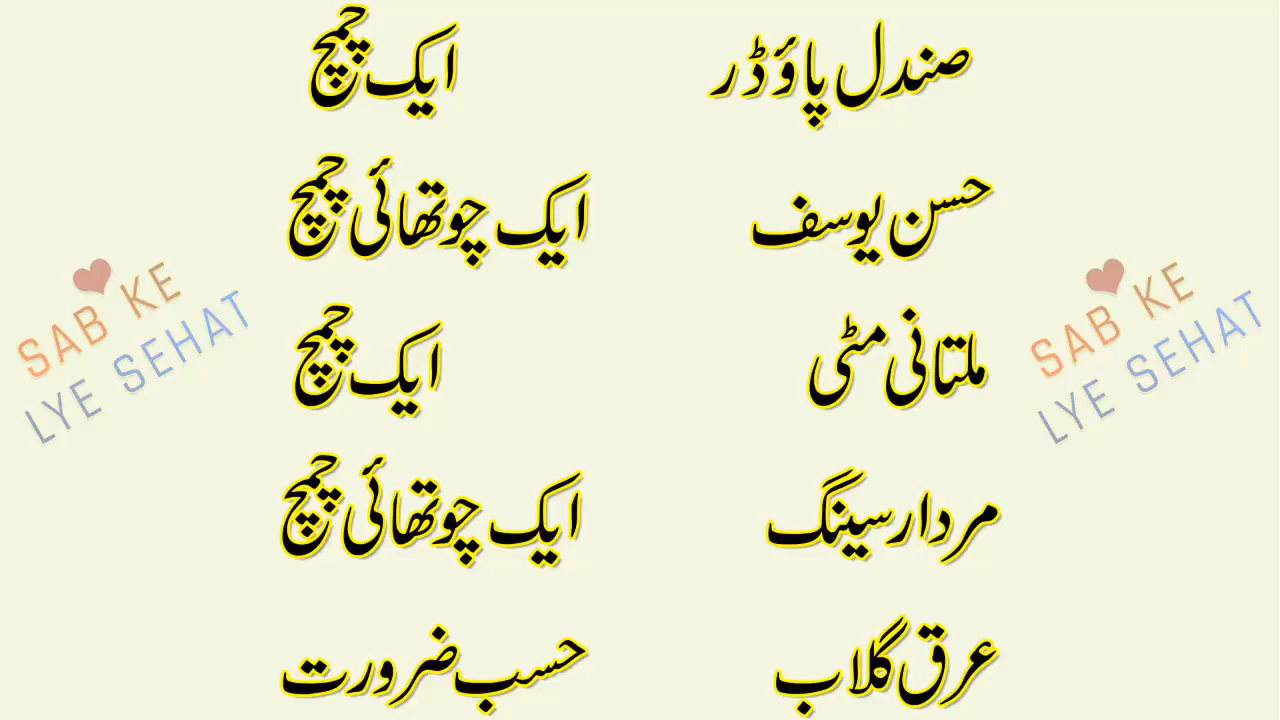 صندل پاؤڈر ایک چمچ
حسن یوسف ایک چوتھائی چمچ
ملتانی مٹی ایک چمچ
مردار سینگ ایک چوتھائی چمچ
عرق گلاب حسب ضرورت
SAB KE
LYE SEHAT
SAB KE
LYE SEHAT